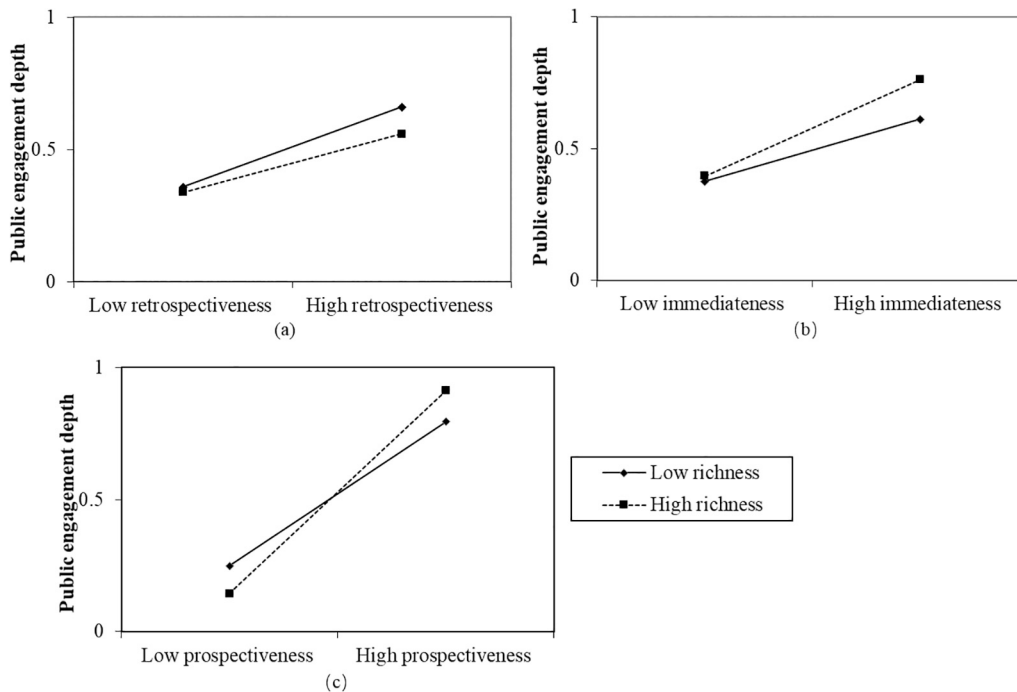 Public engagement depth
1
0.5
0
Low retrospectiveness
High retrospectiveness
(a)
Public engagement depth
1
0.5
0
Low immediateness
High immediateness
(b)
Public engagement depth
1
0.5
0
Low prospectiveness
High prospectiveness
(c)
Low richness
High richness